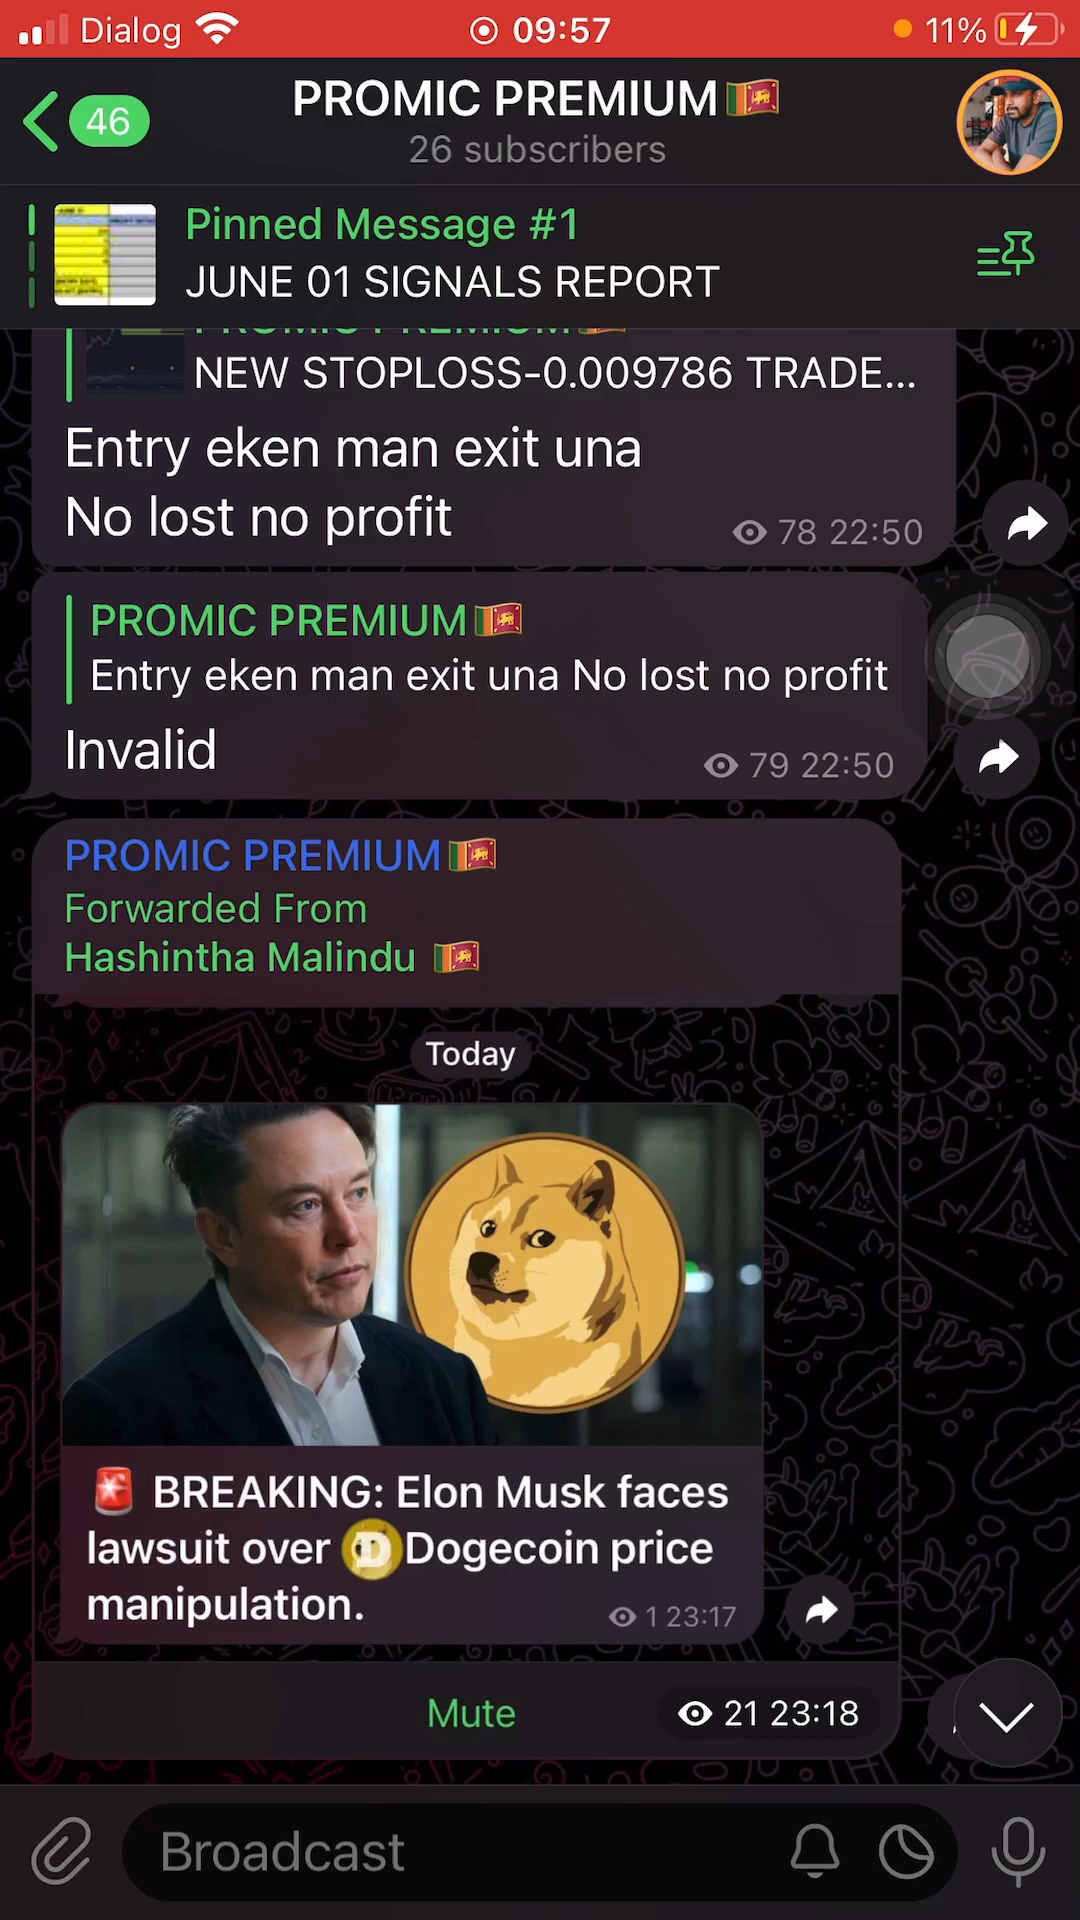 Dialog 09:57 11%
46 PROMIC PREMIUM🇱🇰
26 subscribers
Pinned Message #1
JUNE 01 SIGNALS REPORT
PROMIC PREMIUM🇱🇰
NEW STOPLOSS-0.009786 TRADE...
Entry eken man exit una
No lost no profit
78 22:50
PROMIC PREMIUM🇱🇰
Entry eken man exit una No lost no profit
Invalid
79 22:50
PROMIC PREMIUM🇱🇰
Forwarded From
Hashintha Malindu 🇱🇰
Today
🚨 BREAKING: Elon Musk faces
lawsuit over Dogecoin price
manipulation.
1 23:17
Mute 21 23:18
Broadcast